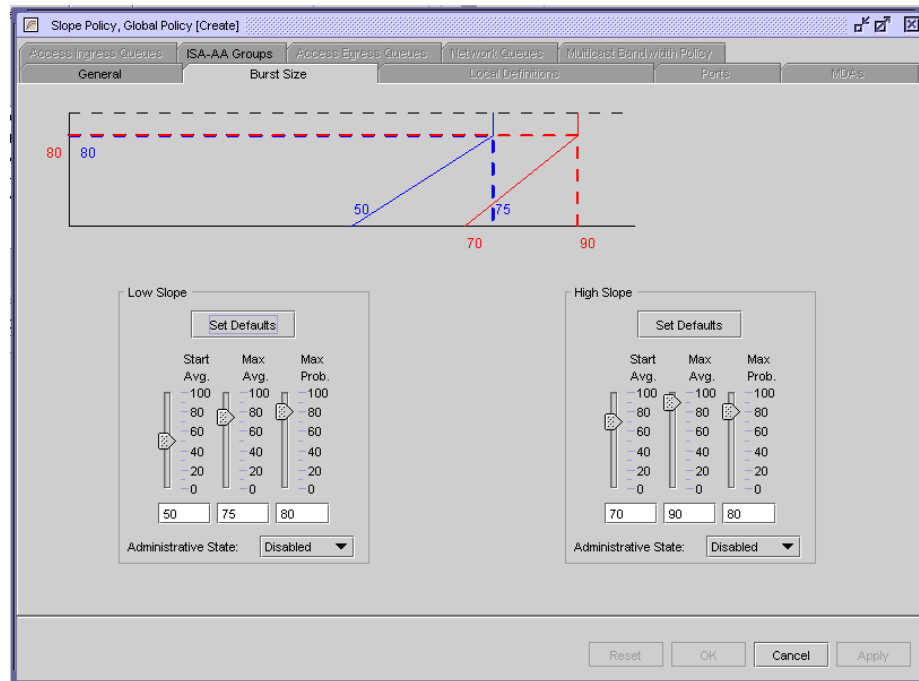 Slope Policy, Global Policy [Create]
Access Ingress Queues ISA-AA Groups Access Egress Queues Network Queues Multicast Bandwidth Policy
General Burst Size Local Definitions Ports MDAs
80 80
50 75
70 90
Low Slope High Slope
Set Defaults Set Defaults
Start Max Max Start Max Max
Avg. Avg. Prob. Avg. Avg. Prob.
100 100 100 100 100 100
80 80 80 80 80 80
60 60 60 60 60 60
40 40 40 40 40 40
20 20 20 20 20 20
0 0 0 0 0 0
50 75 80 70 90 80
Administrative State: Disabled Administrative State: Disabled
Reset OK Cancel Apply